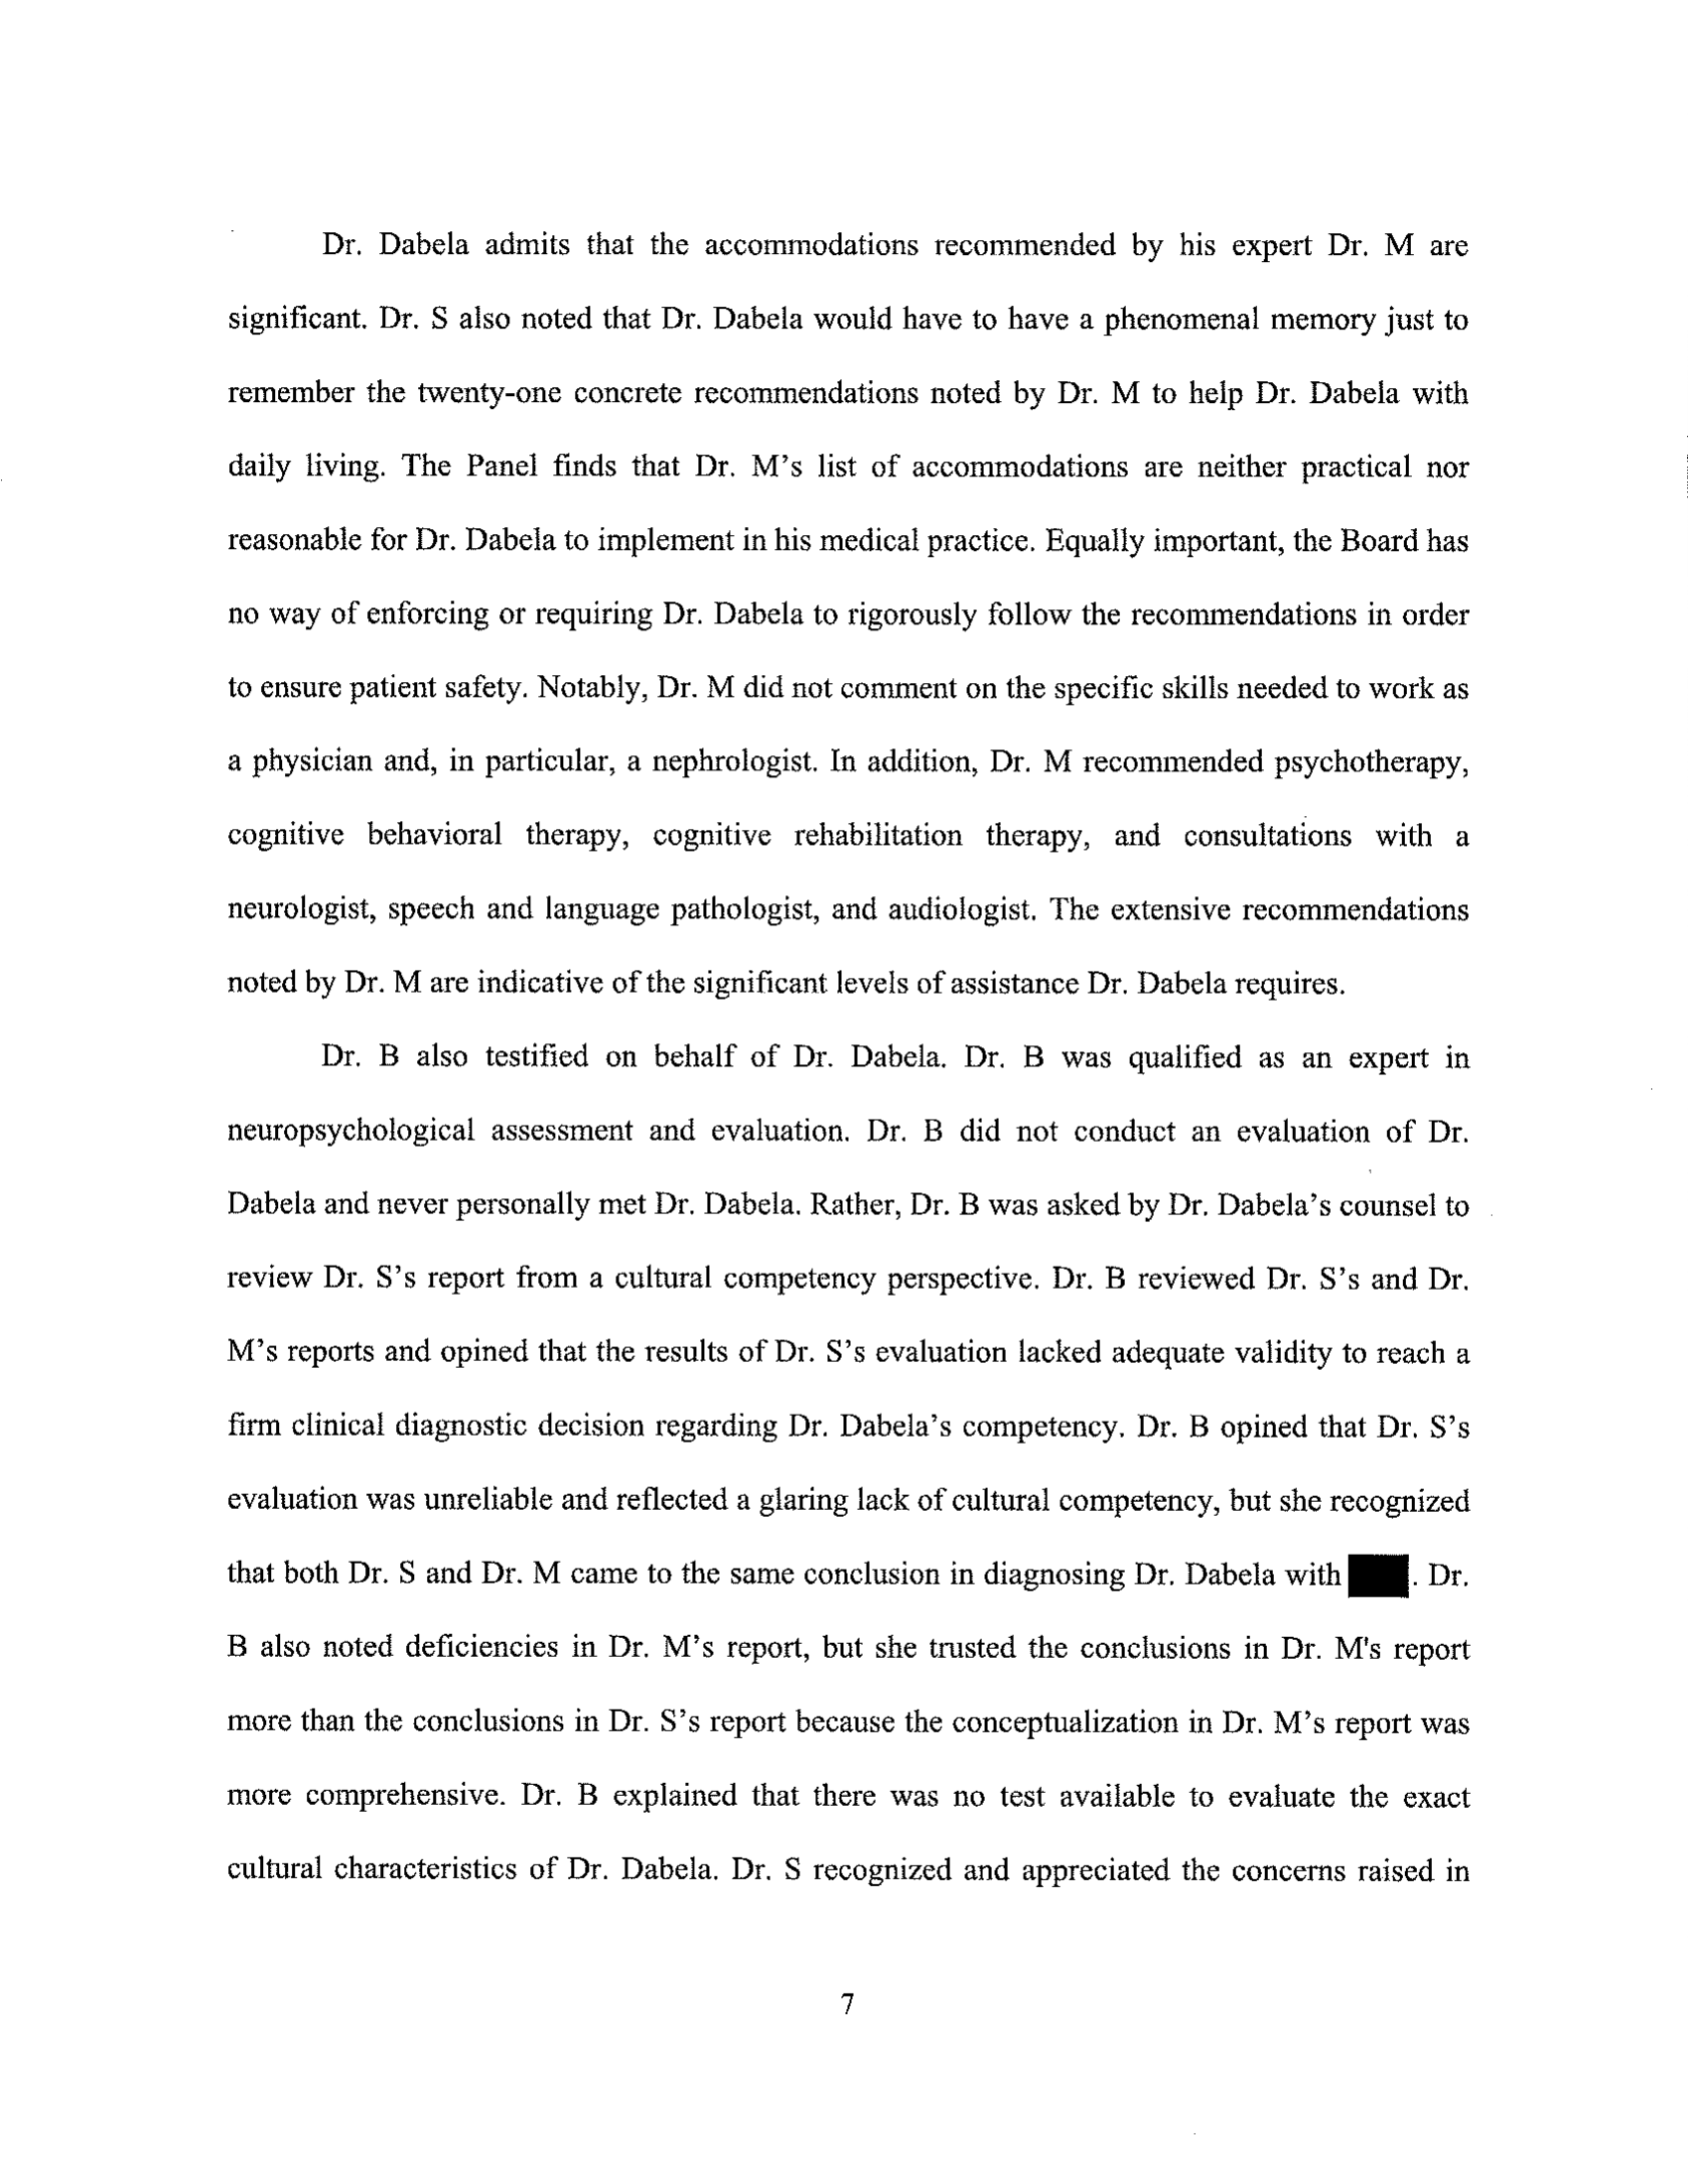 Dr. Dabela admits that the accommodations recommended by his expert Dr. M are
significant. Dr. S also noted that Dr. Dabela would have to have a phenomenal memory just to
remember the twenty-one concrete recommendations noted by Dr. M to help Dr. Dabela with
daily living. The Panel finds that Dr. M's list of accommodations are neither practical nor
reasonable for Dr. Dabela to implement in his medical practice. Equally important, the Board has
no way of enforcing or requiring Dr. Dabela to rigorously follow the recommendations in order
to ensure patient safety. Notably, Dr. M did not comment on the specific skills needed to work as
a physician and, in particular, a nephrologist. In addition, Dr. M recommended psychotherapy,
cognitive behavioral therapy, cognitive rehabilitation therapy, and consultations with a
neurologist, speech and language pathologist, and audiologist. The extensive recommendations
noted by Dr. M are indicative of the significant levels of assistance Dr. Dabela requires.
Dr. B also testified on behalf of Dr. Dabela. Dr. B was qualified as an expert in
neuropsychological assessment and evaluation. Dr. B did not conduct an evaluation of Dr.
Dabela and never personally met Dr. Dabela. Rather, Dr. B was asked by Dr. Dabela's counsel to
review Dr. S's report from a cultural competency perspective. Dr. B reviewed Dr. S's and Dr.
M's reports and opined that the results of Dr. S's evaluation lacked adequate validity to reach a
firm clinical diagnostic decision regarding Dr. Dabela's competency. Dr. B opined that Dr. S's
evaluation was unreliable and reflected a glaring lack of cultural competency, but she recognized
that both Dr. S and Dr. M came to the same conclusion in diagnosing Dr. Dabela with . Dr.
B also noted deficiencies in Dr. M's report, but she trusted the conclusions in Dr. M's report
more than the conclusions in Dr. S's report because the conceptualization in Dr. M's report was
more comprehensive. Dr. B explained that there was no test available to evaluate the exact
cultural characteristics of Dr. Dabela. Dr. S recognized and appreciated the concerns raised in
7